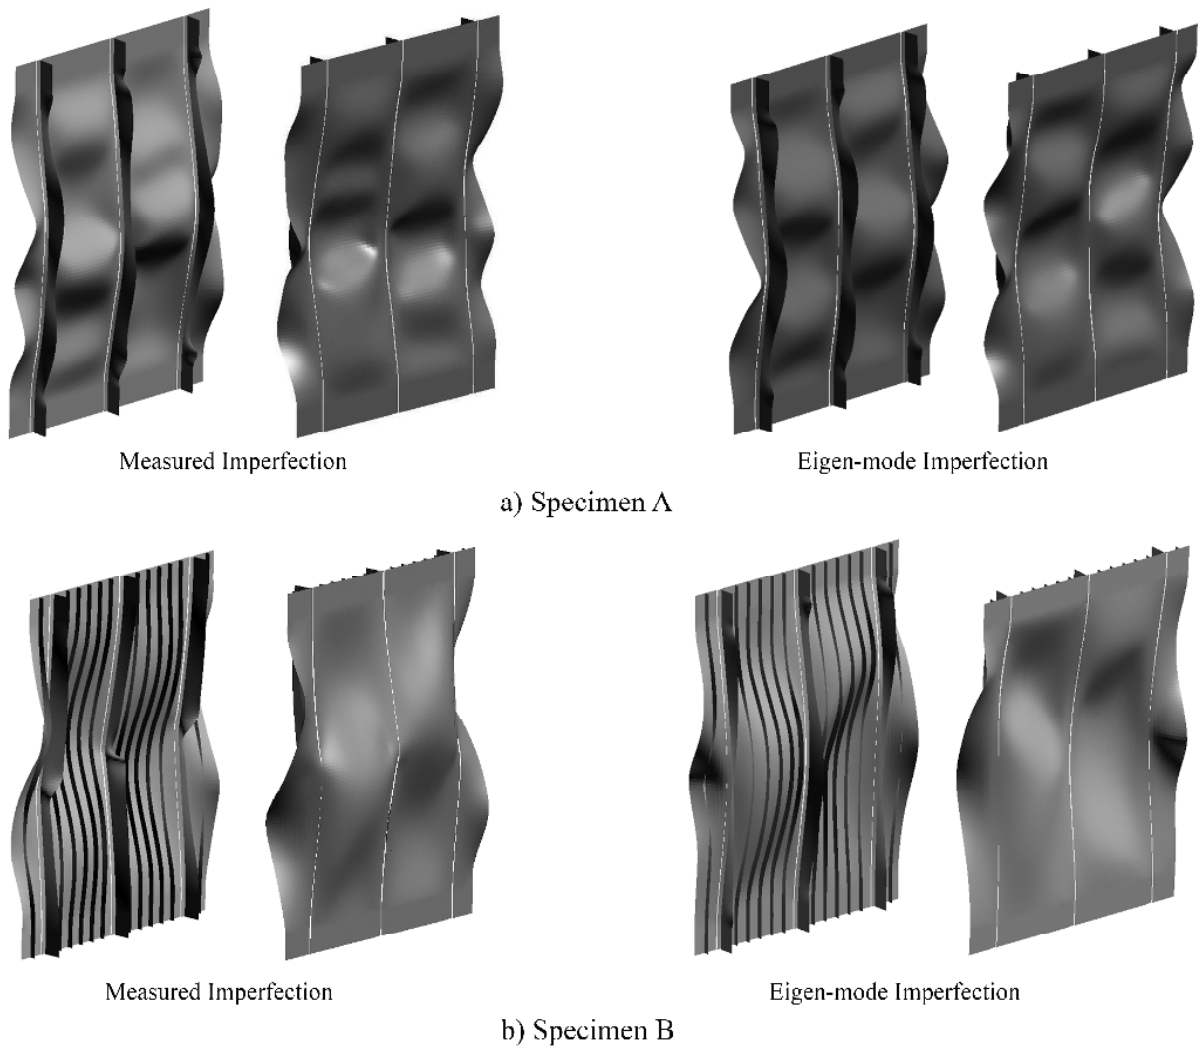 Measured Imperfection
Eigen-mode Imperfection
a) Specimen A
Measured Imperfection
Eigen-mode Imperfection
b) Specimen B